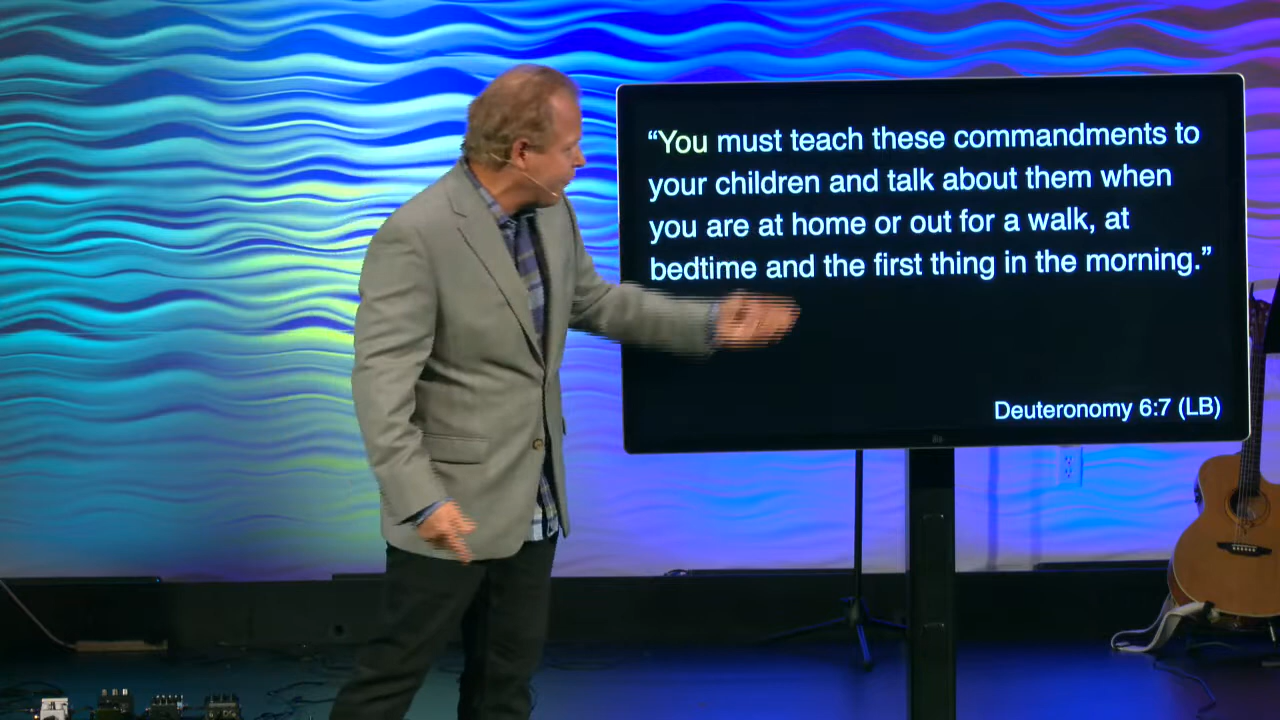 “You must teach these commandments to
your children and talk about them when
you are at home or out for a walk, at
bedtime and the first thing in the morning.”
Deuteronomy 6:7 (LB)